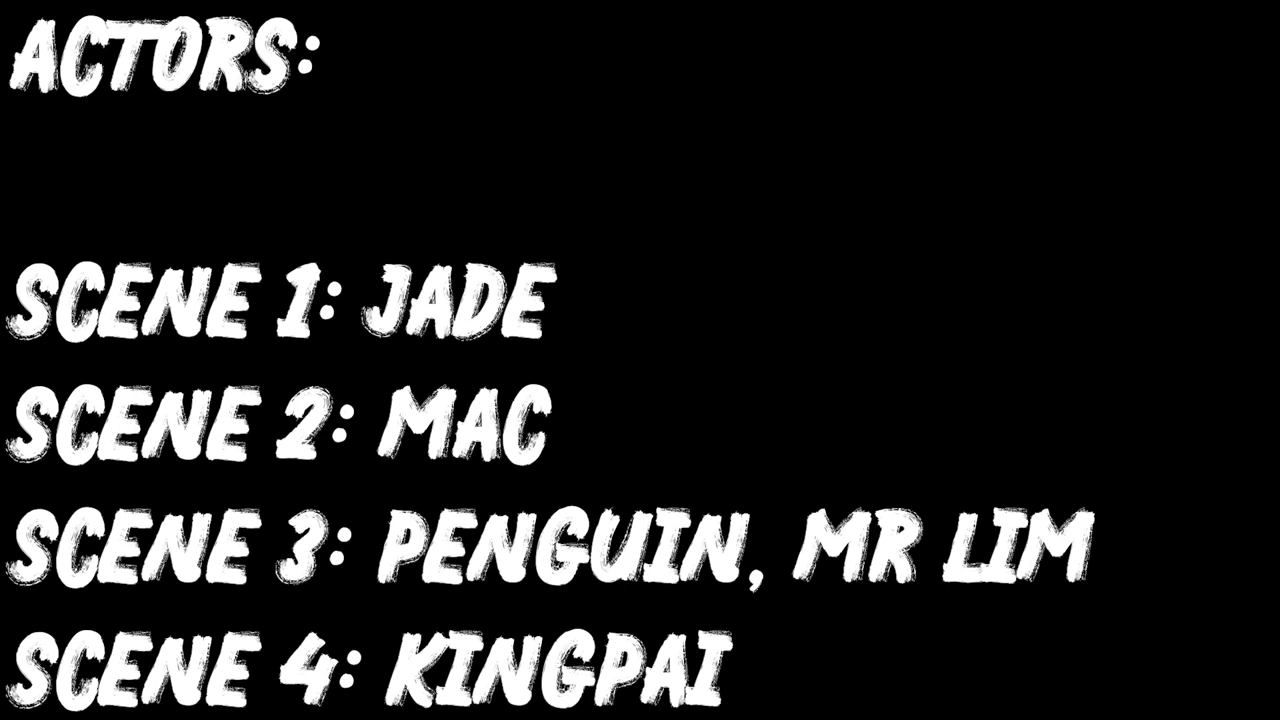 ACTORS:
SCENE 1: JADE
SCENE 2: MAC
SCENE 3: PENGUIN, MR LIM
SCENE 4: KINGPAI